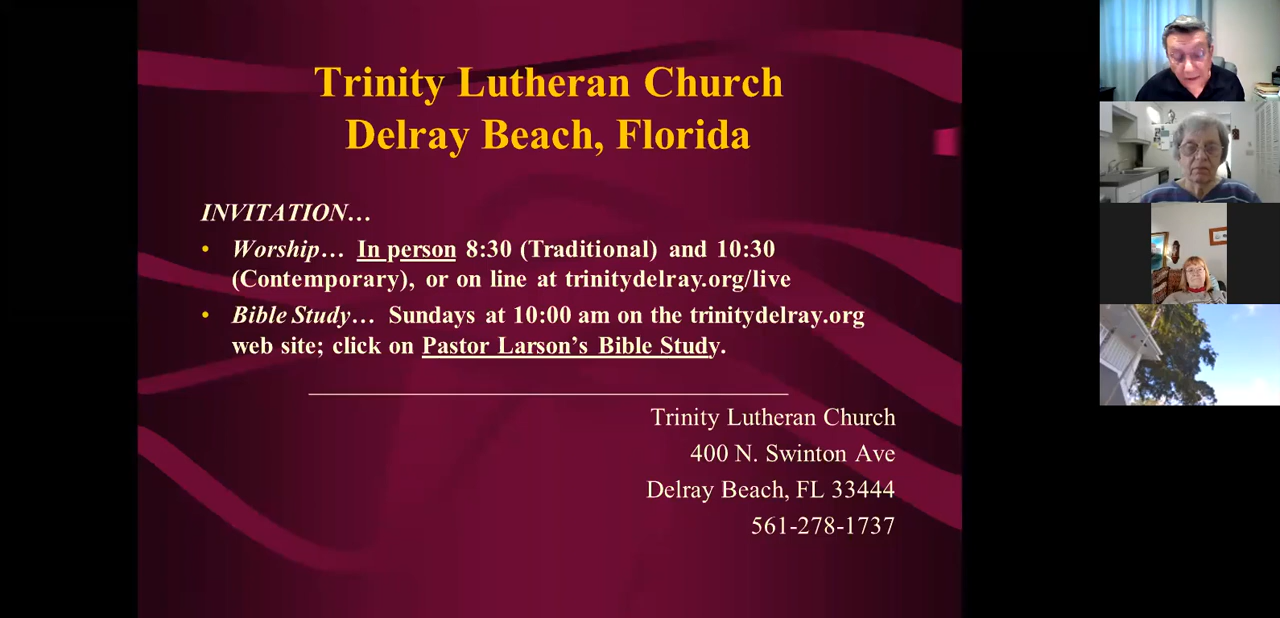 Trinity Lutheran Church
Delray Beach, Florida
INVITATION…
• Worship… In person 8:30 (Traditional) and 10:30
(Contemporary), or on line at trinitydelray.org/live
• Bible Study… Sundays at 10:00 am on the trinitydelray.org
web site; click on Pastor Larson’s Bible Study.
Trinity Lutheran Church
400 N. Swinton Ave
Delray Beach, FL 33444
561-278-1737